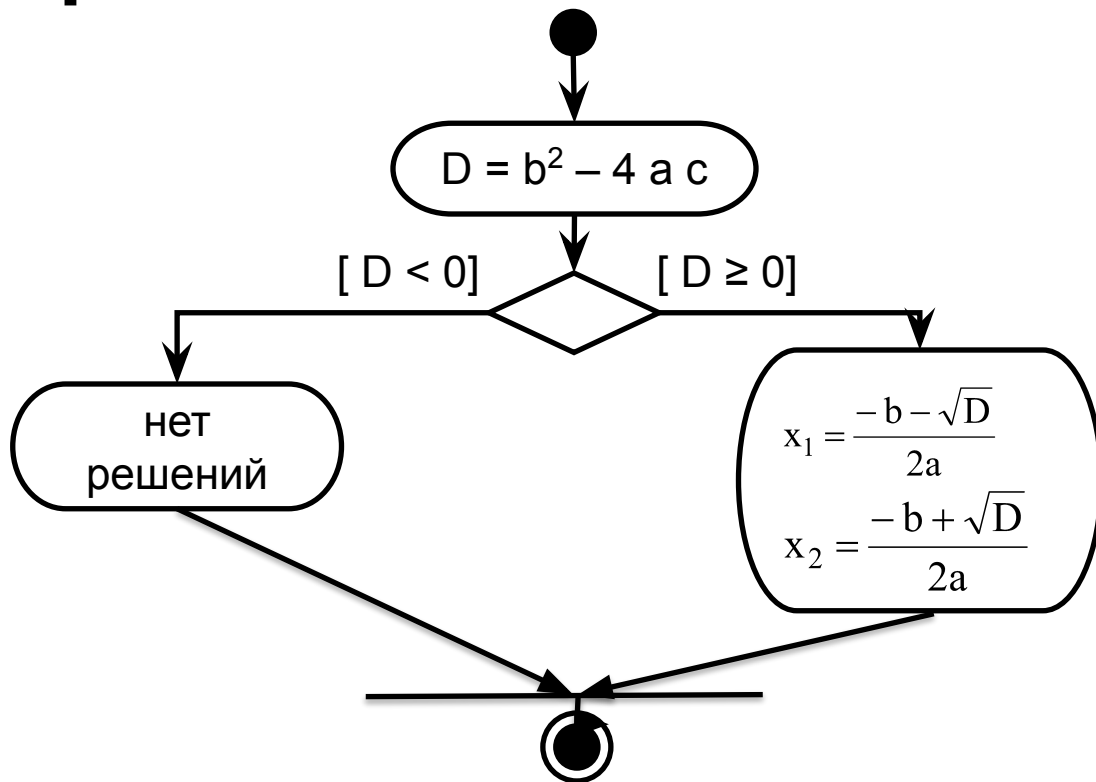 D = b² – 4 a c
[ D < 0]
[ D ≥ 0]
нет
решений
x₁ = (− b − √D) / 2a
x₂ = (− b + √D) / 2a